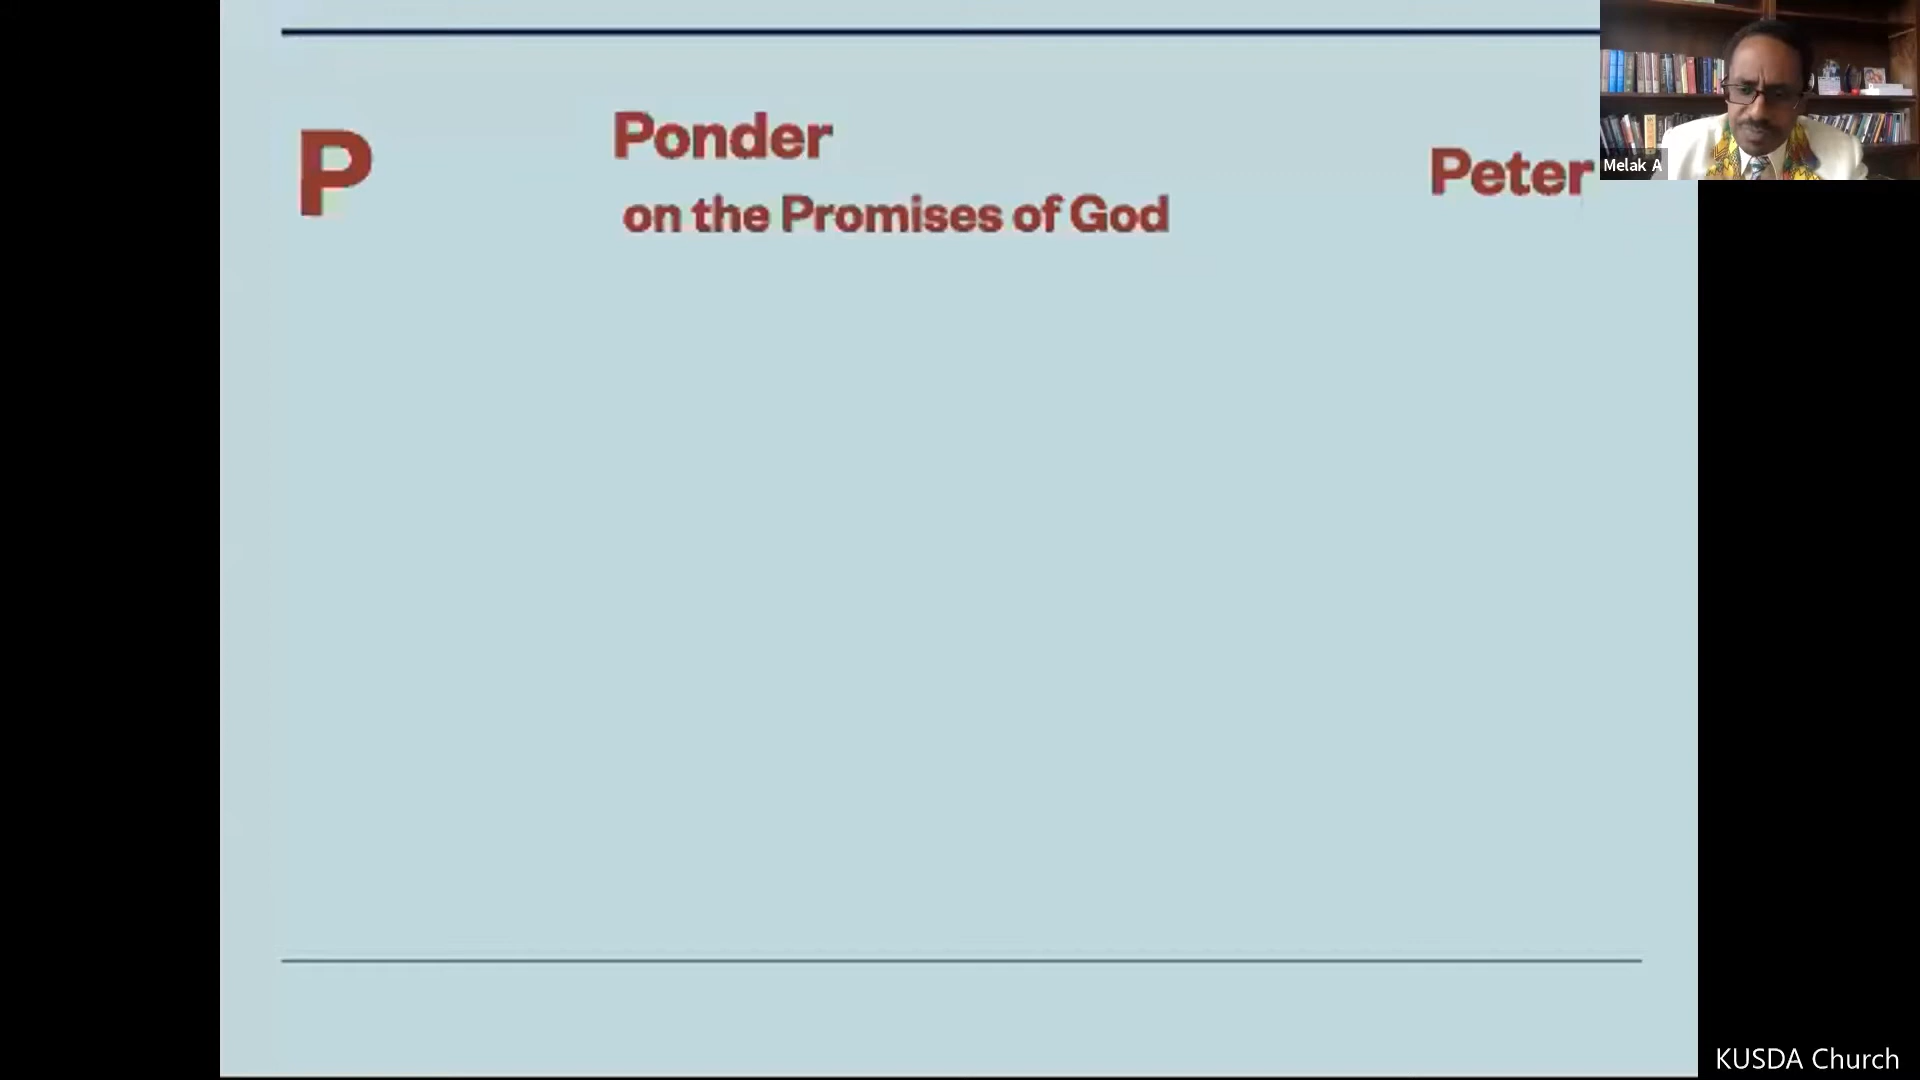 P
Ponder
on the Promises of God
Peter
Melak A
KUSDA Church